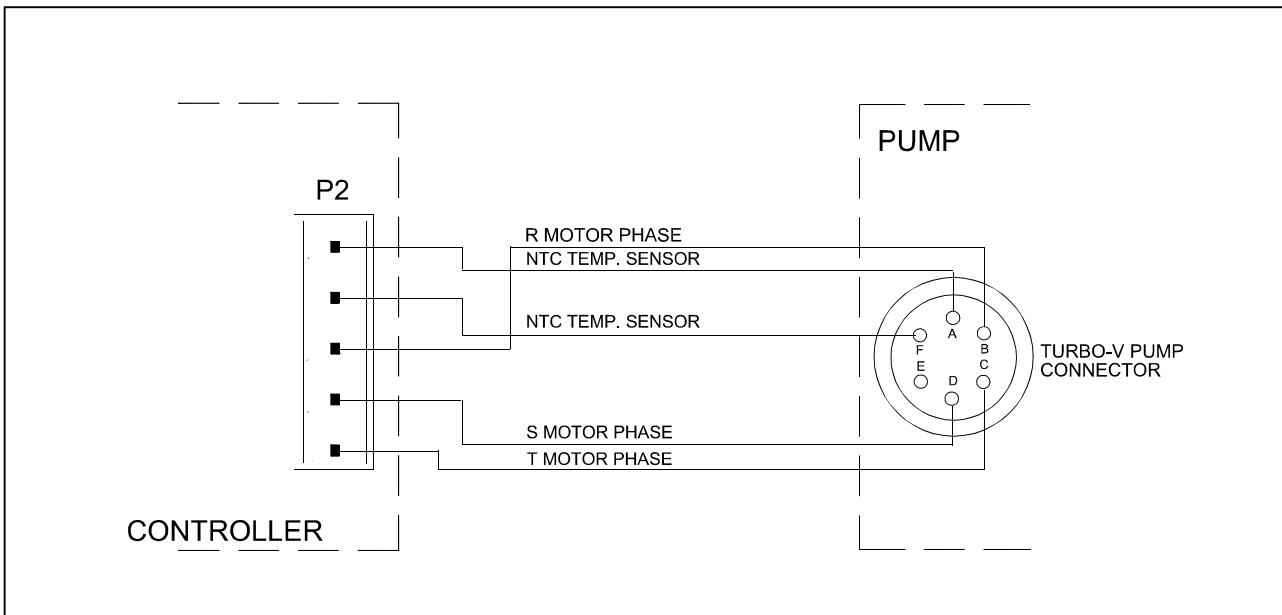 PUMP
P2
R MOTOR PHASE
NTC TEMP. SENSOR
NTC TEMP. SENSOR
A
B
F
C
E
D
TURBO-V PUMP
CONNECTOR
S MOTOR PHASE
T MOTOR PHASE
CONTROLLER